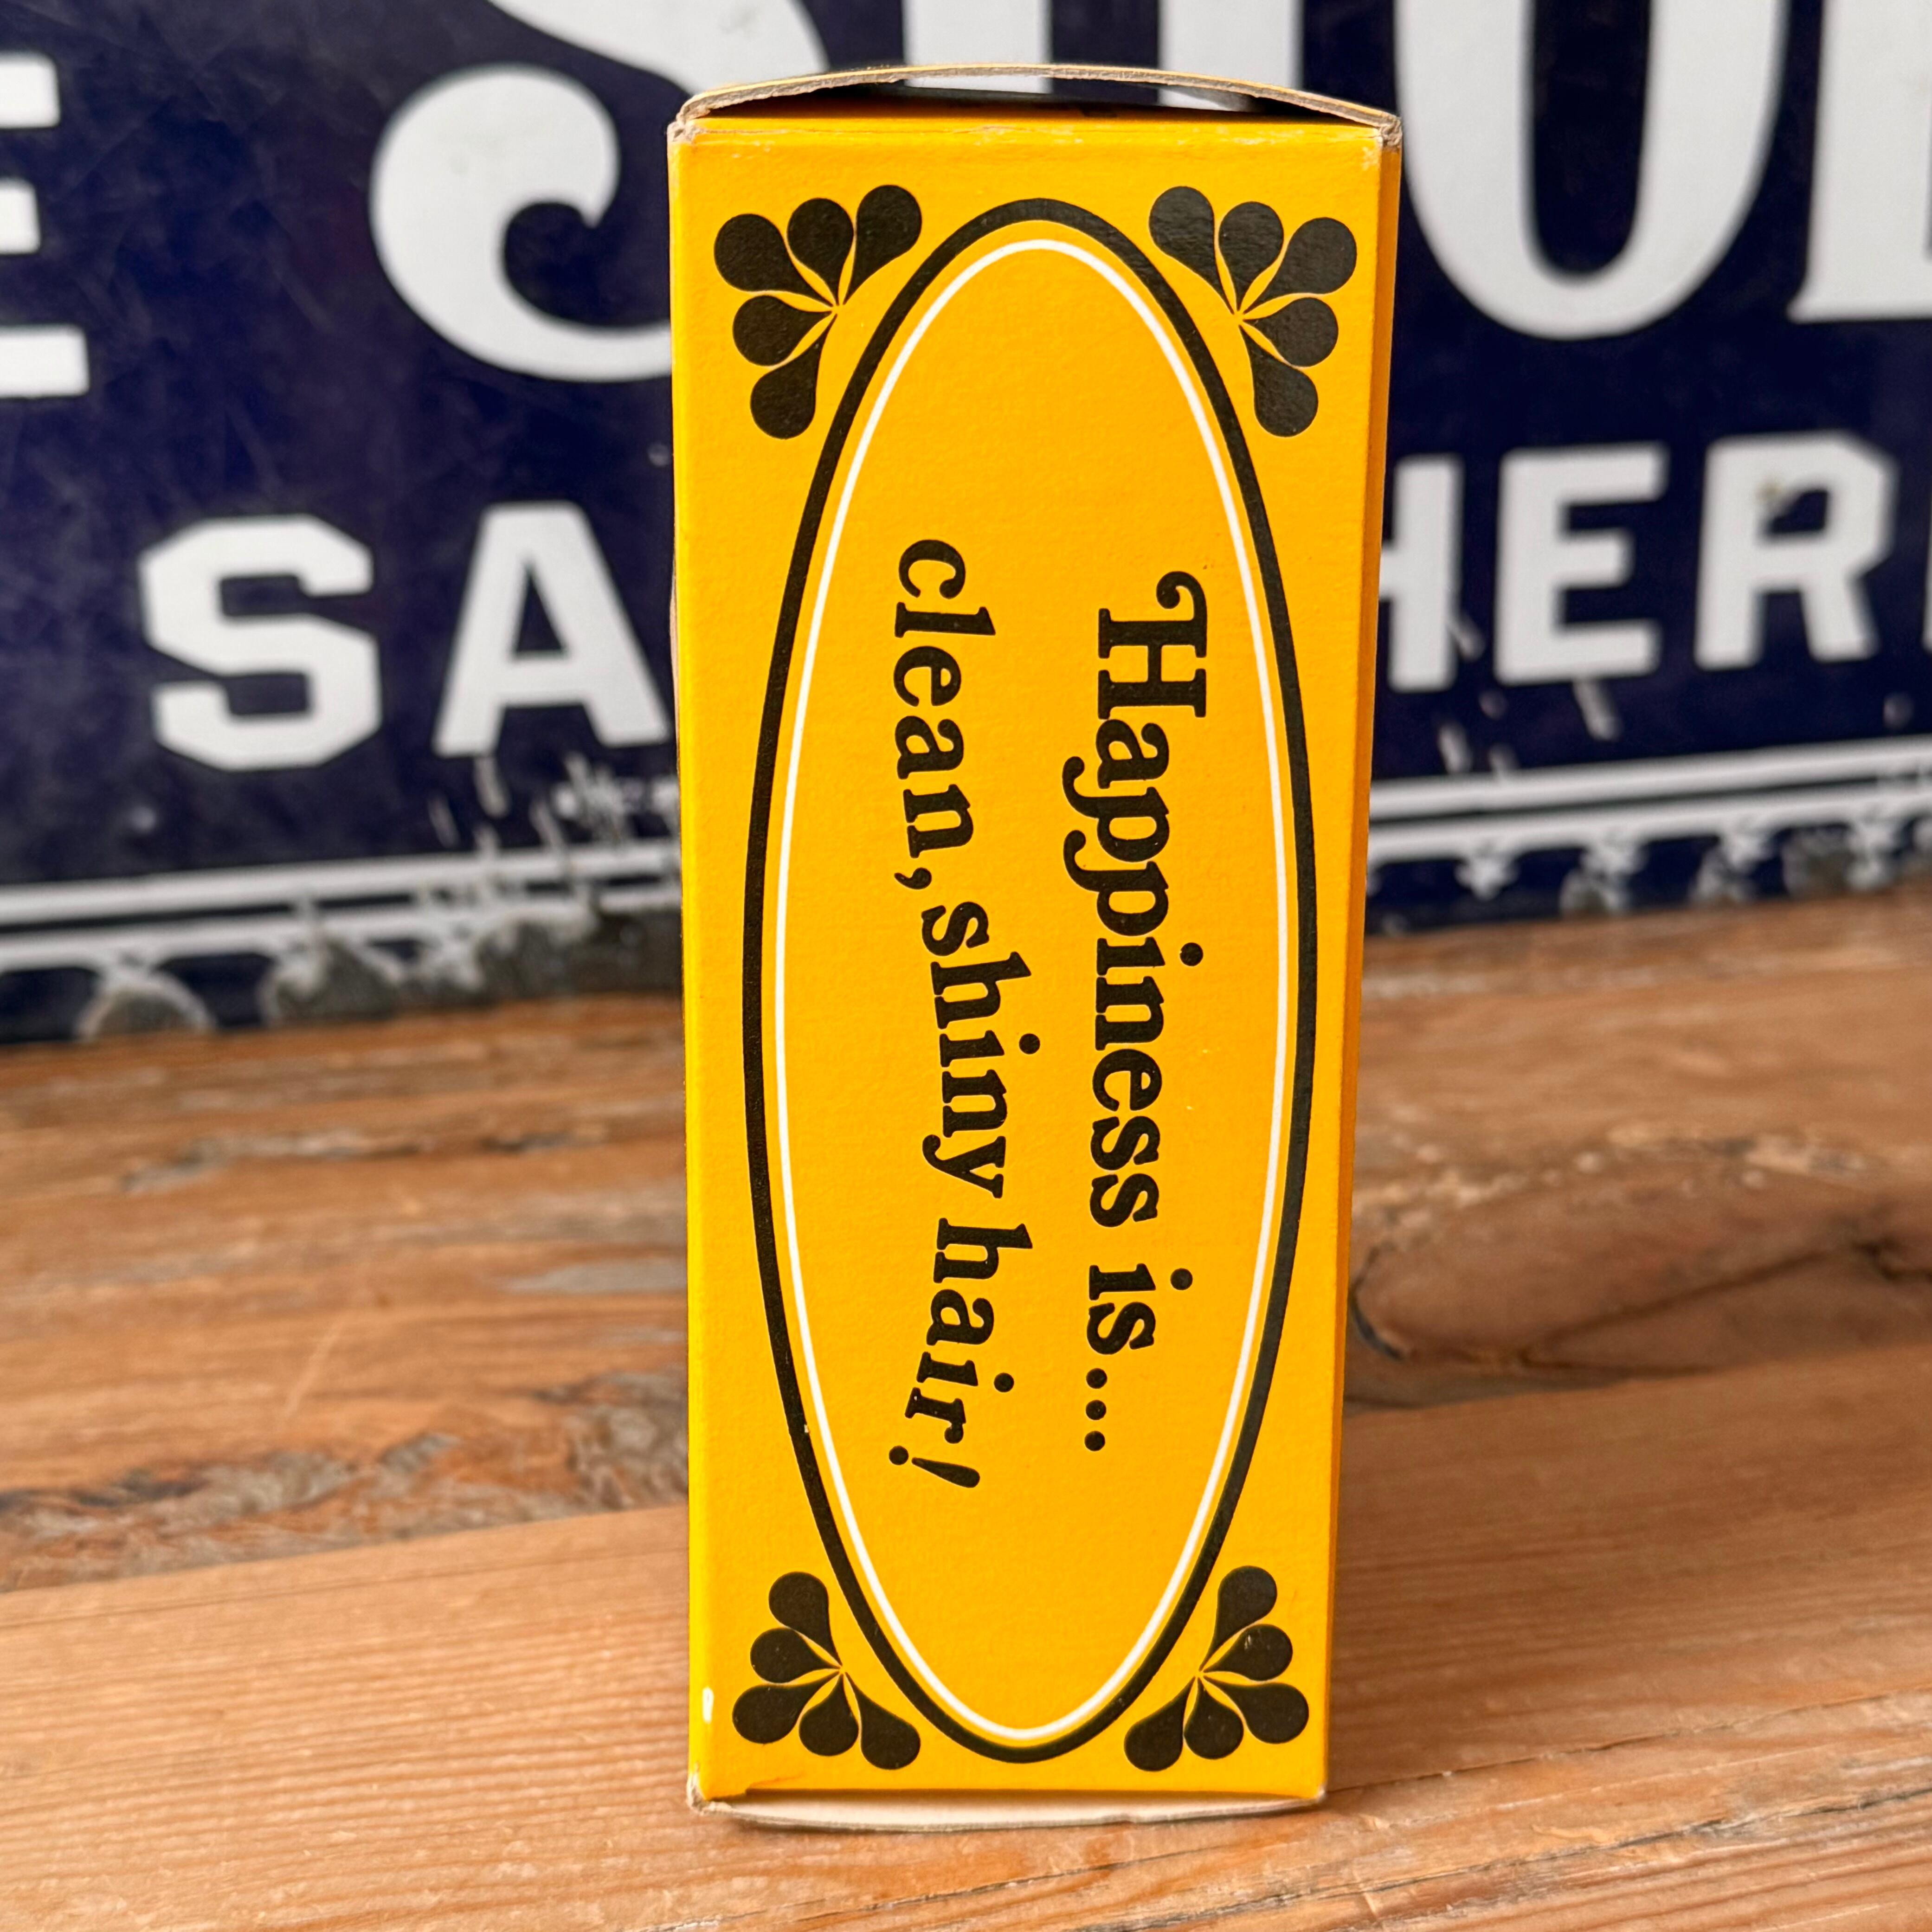 Happiness is...
clean, shiny hair!